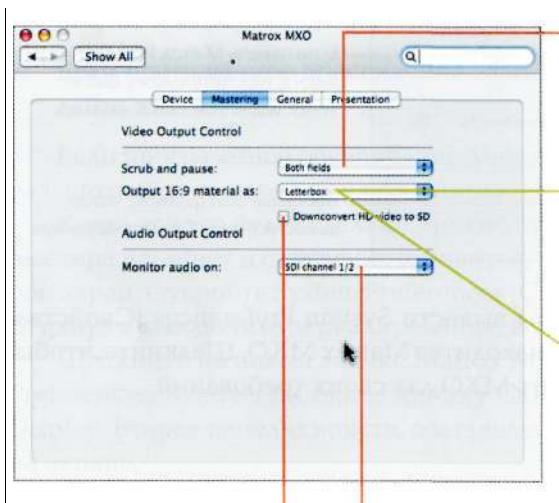 Matrox MXO
Show All
Device Mastering General Presentation
Video Output Control
Scrub and pause: Both fields
Output 16:9 material as: Letterbox
Downconvert HD video to SD
Audio Output Control
Monitor audio on: SDI channel 1/2